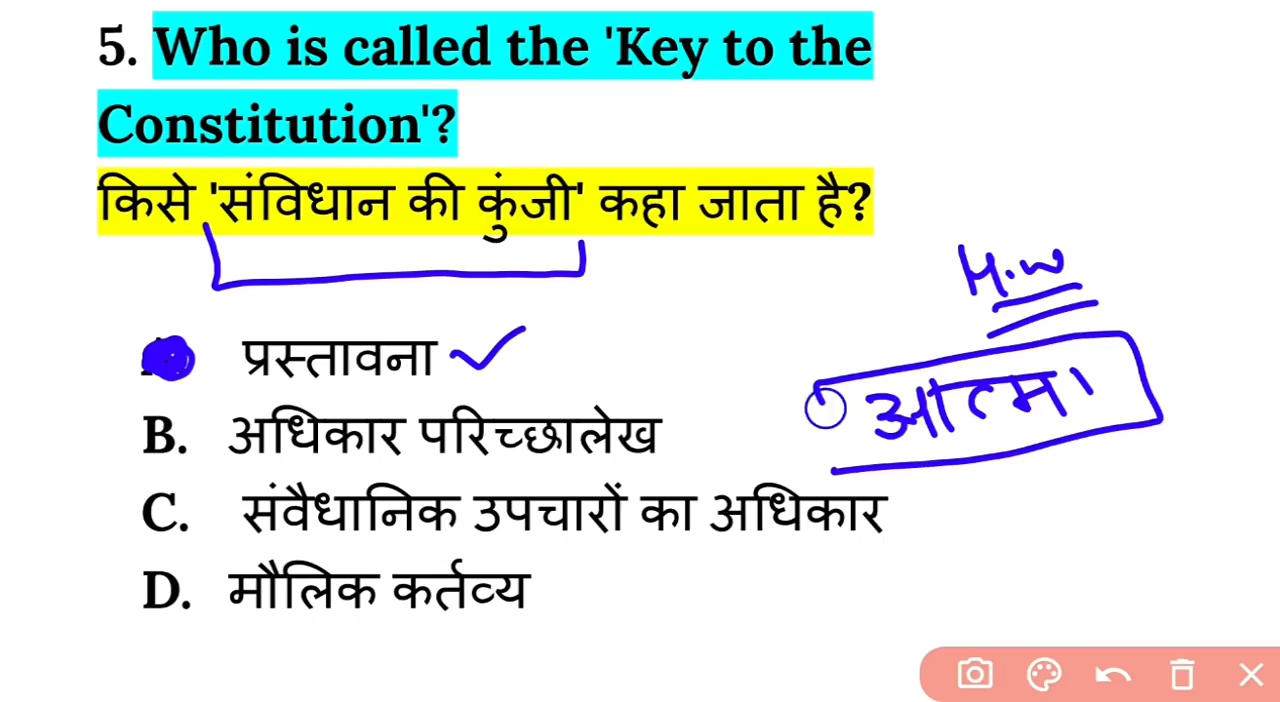 5. Who is called the 'Key to the
Constitution'?
किसे 'संविधान की कुंजी' कहा जाता है?
H.W
प्रस्तावना
आत्मा
B. अधिकार परिच्छालेख
C. संवैधानिक उपचारों का अधिकार
D. मौलिक कर्तव्य